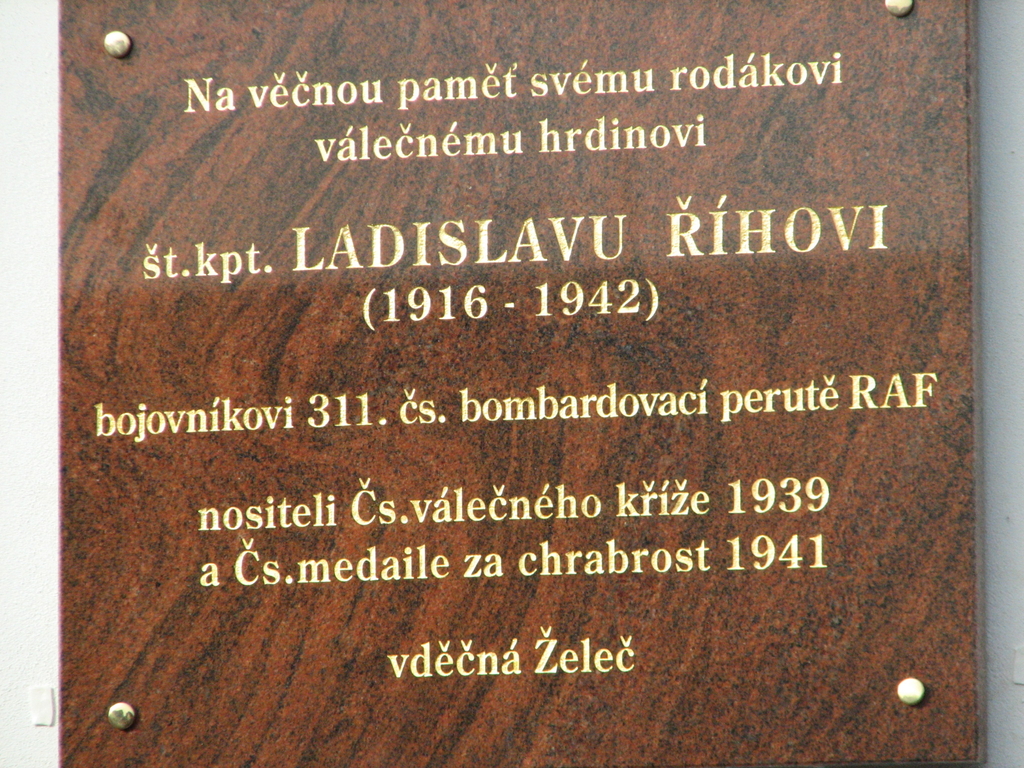 Na věčnou paměť svému rodákovi
válečnému hrdinovi
št.kpt. LADISLAVU ŘÍHOVI
(1916 - 1942)
bojovníkovi 311. čs. bombardovací perutě RAF
nositeli Čs.válečného kříže 1939
a Čs.medaile za chrabrost 1941
vděčná Želeč